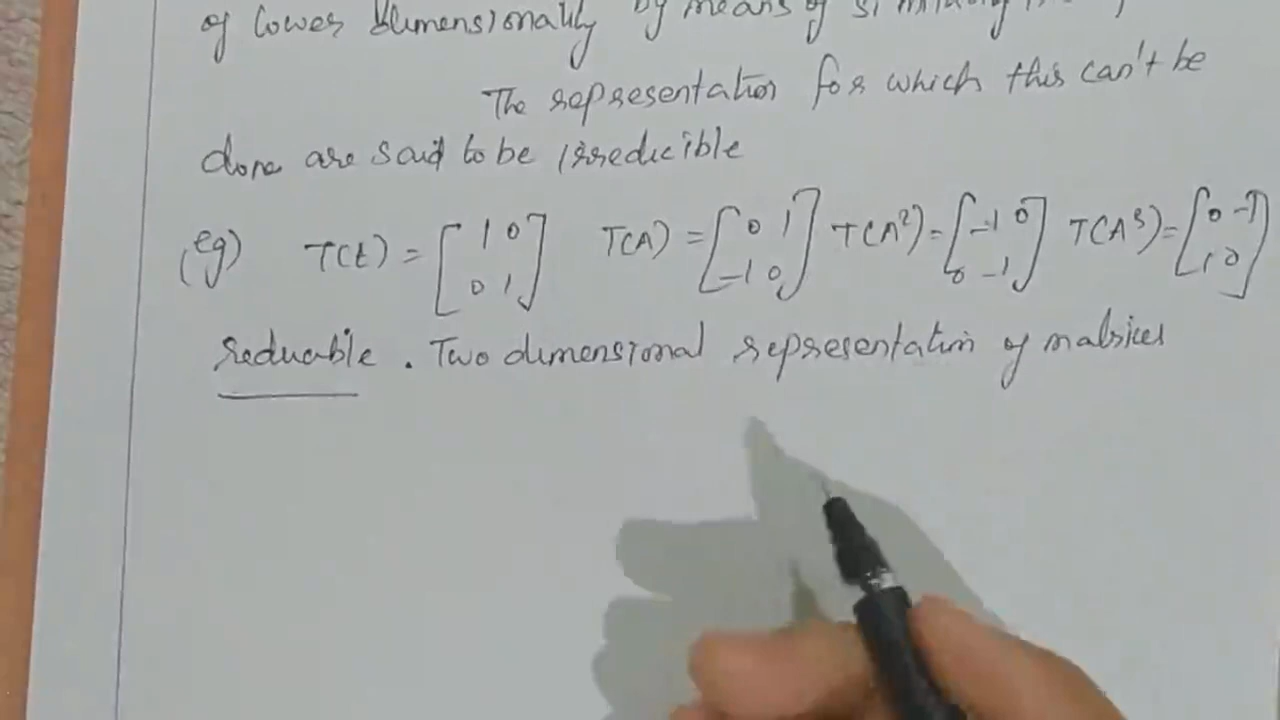 of lower dimensionality by means of similarity
The representation for which this can't be
done are said to be irreducible
(eg) T(E) = [1 0 0 1] T(A) = [0 1 -1 0] T(A²) = [-1 0 0 -1] T(A³) = [0 -1 1 0]
reducable . Two dimensional representation of matrices